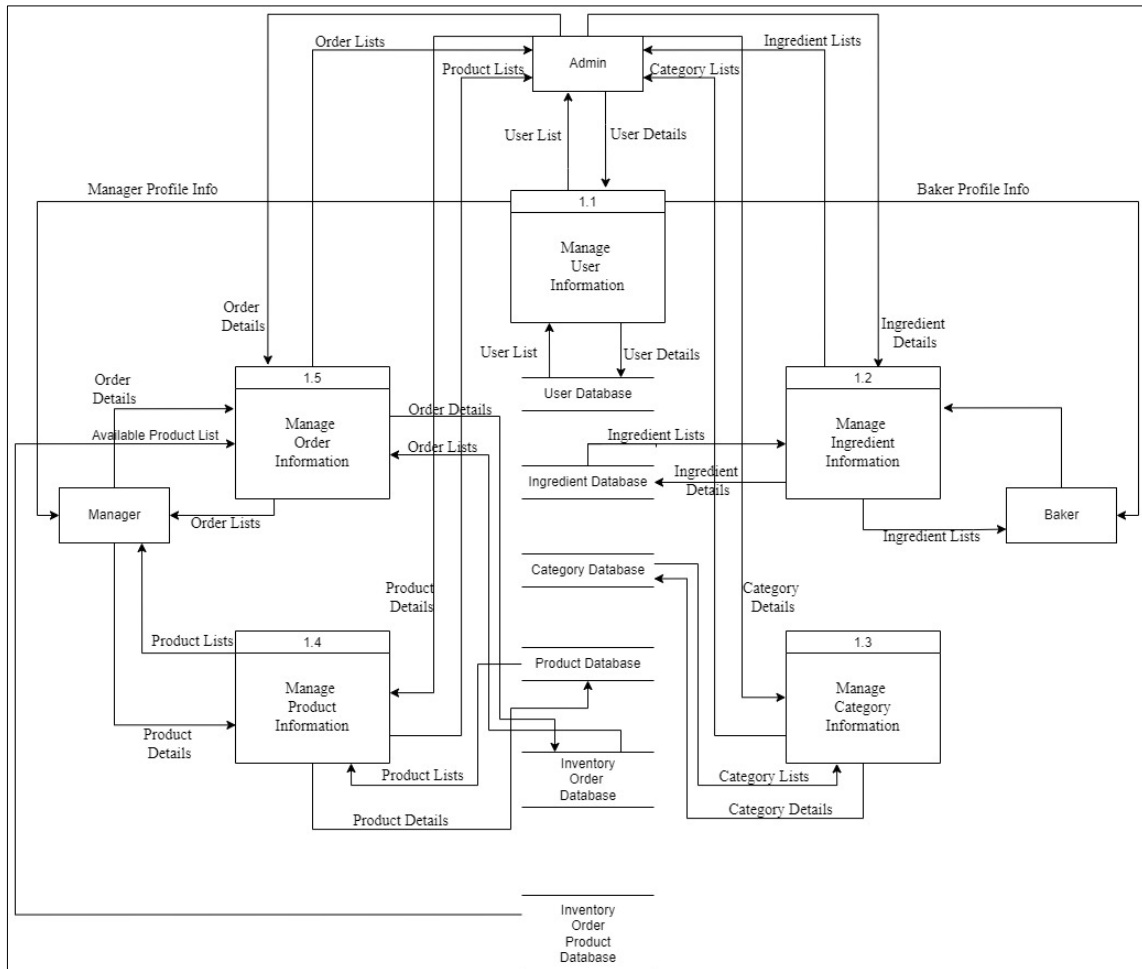 Order Lists
Ingredient Lists
Admin
Product Lists
Category Lists
User List
User Details
Manager Profile Info
Baker Profile Info
1.1
Manage
User
Information
Order
Details
Ingredient
Details
User List
User Details
1.5
1.2
Order
Details
User Database
Manage
Order
Information
Order Details
Manage
Ingredient
Information
Available Product List
Order Lists
Ingredient Lists
Ingredient Database
Ingredient
Details
Manager
Order Lists
Baker
Ingredient Lists
Category Database
Product
Details
Category
Details
Product Lists
1.4
1.3
Product Database
Manage
Product
Information
Manage
Category
Information
Product
Details
Inventory
Order
Database
Product Lists
Category Lists
Product Details
Category Details
Inventory
Order
Product
Database